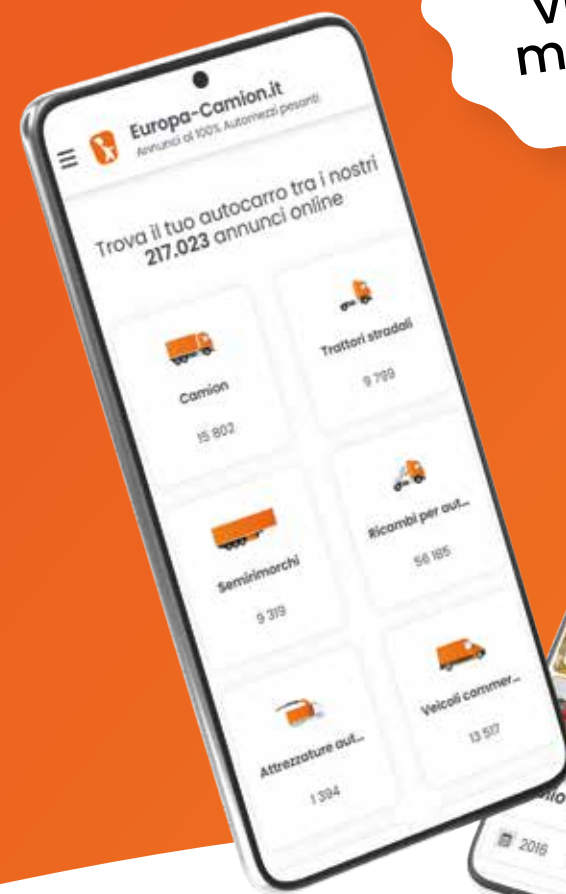 Europa-Camion.it
Annunci al 100% Automezzi pesanti
Trova il tuo autocarro tra i nostri
217.023 annunci online
Camion
15 802
Trattori stradali
9 799
Semirimorchi
9 319
Ricambi per aut...
56 185
Attrezzature aut...
1 394
Veicoli commer...
13 517
2016